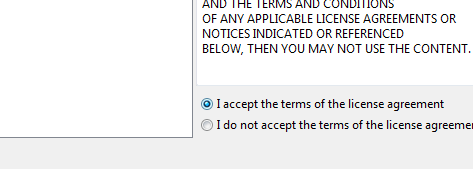 AND THE TERMS AND CONDITIONS
OF ANY APPLICABLE LICENSE AGREEMENTS OR
NOTICES INDICATED OR REFERENCED
BELOW, THEN YOU MAY NOT USE THE CONTENT.
I accept the terms of the license agreement
I do not accept the terms of the license agreeme